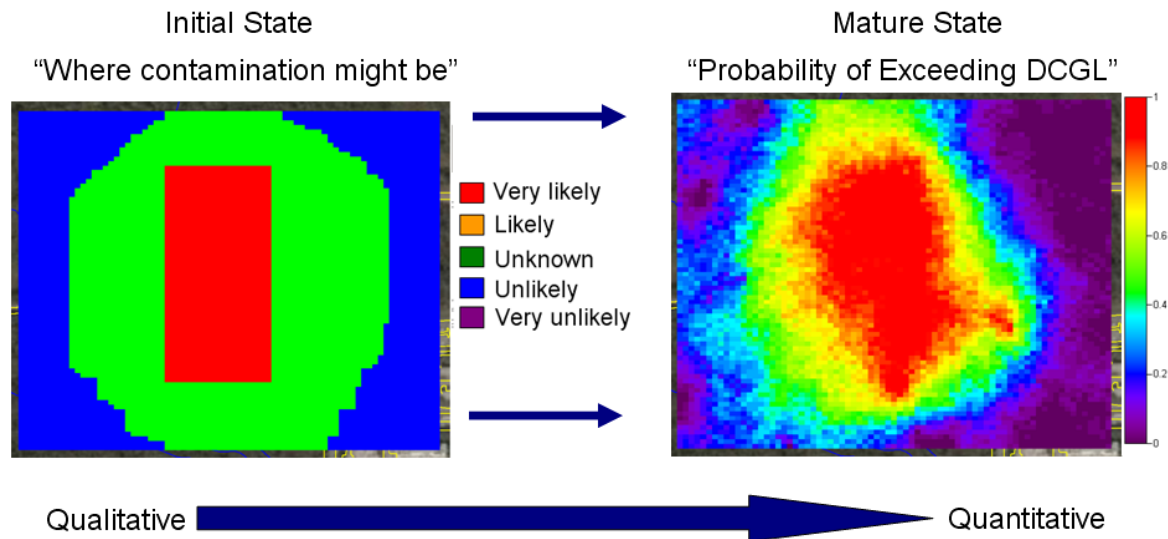 Initial State
“Where contamination might be”
Mature State
“Probability of Exceeding DCGL”
Very likely
Likely
Unknown
Unlikely
Very unlikely
1
0.8
0.6
0.4
0.2
0
Qualitative
Quantitative